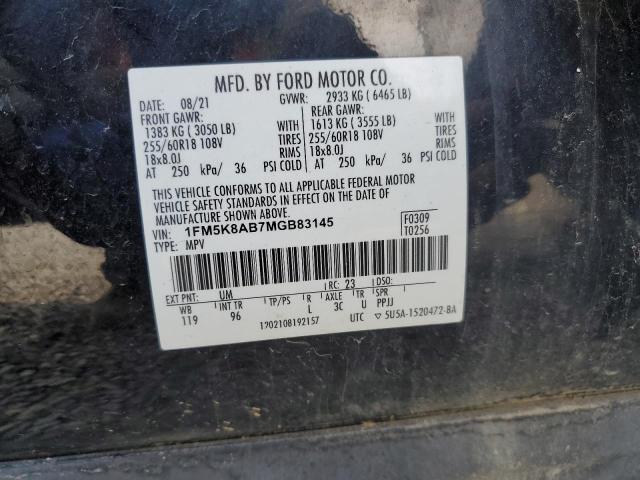 MFD. BY FORD MOTOR CO.
DATE: 08/21 GVWR: 2933 KG ( 6465 LB)
FRONT GAWR: REAR GAWR:
1383 KG ( 3050 LB) WITH 1613 KG ( 3555 LB) WITH
255/60R18 108V TIRES 255/60R18 108V TIRES
18x8.0J RIMS 18x8.0J RIMS
AT 250 kPa/ 36 PSI COLD AT 250 kPa/ 36 PSI COLD
THIS VEHICLE CONFORMS TO ALL APPLICABLE FEDERAL MOTOR
VEHICLE SAFETY STANDARDS IN EFFECT ON THE DATE OF
MANUFACTURE SHOWN ABOVE.
VIN: 1FM5K8AB7MGB83145 F0309
TYPE: MPV T0256
EXT PNT: UM RC: 23 DSO:
WB INT TR TP/PS R AXLE TR SPR
119 96 L 3C U PPJJ
1202108192157 UTC ▽ 5U5A-1520472-BA